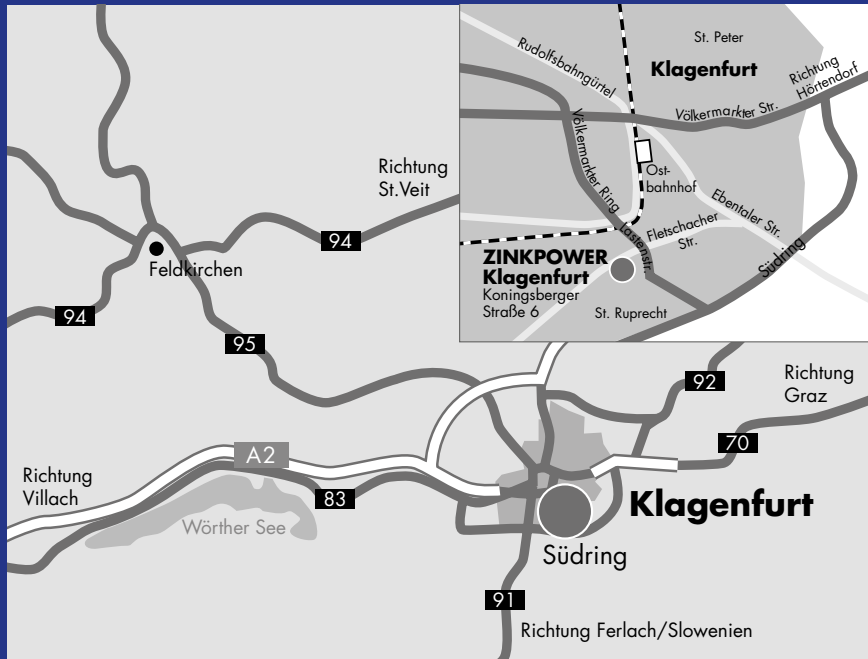 St. Peter
Klagenfurt
Richtung
Hörtendorf
Rudolfsbahngürtel
Völkermarkter Str.
Völkermarkter Ring
Ost-
bahnhof
Ebentaler Str.
Fletschacher
Str.
Lastenstr.
Südring
ZINKPOWER
Klagenfurt
Koningsberger
Straße 6
St. Ruprecht
Richtung
St.Veit
94
Feldkirchen
94
95
92
Richtung
Graz
70
A2
Richtung
Villach
83
Wörther See
Klagenfurt
Südring
91
Richtung Ferlach/Slowenien